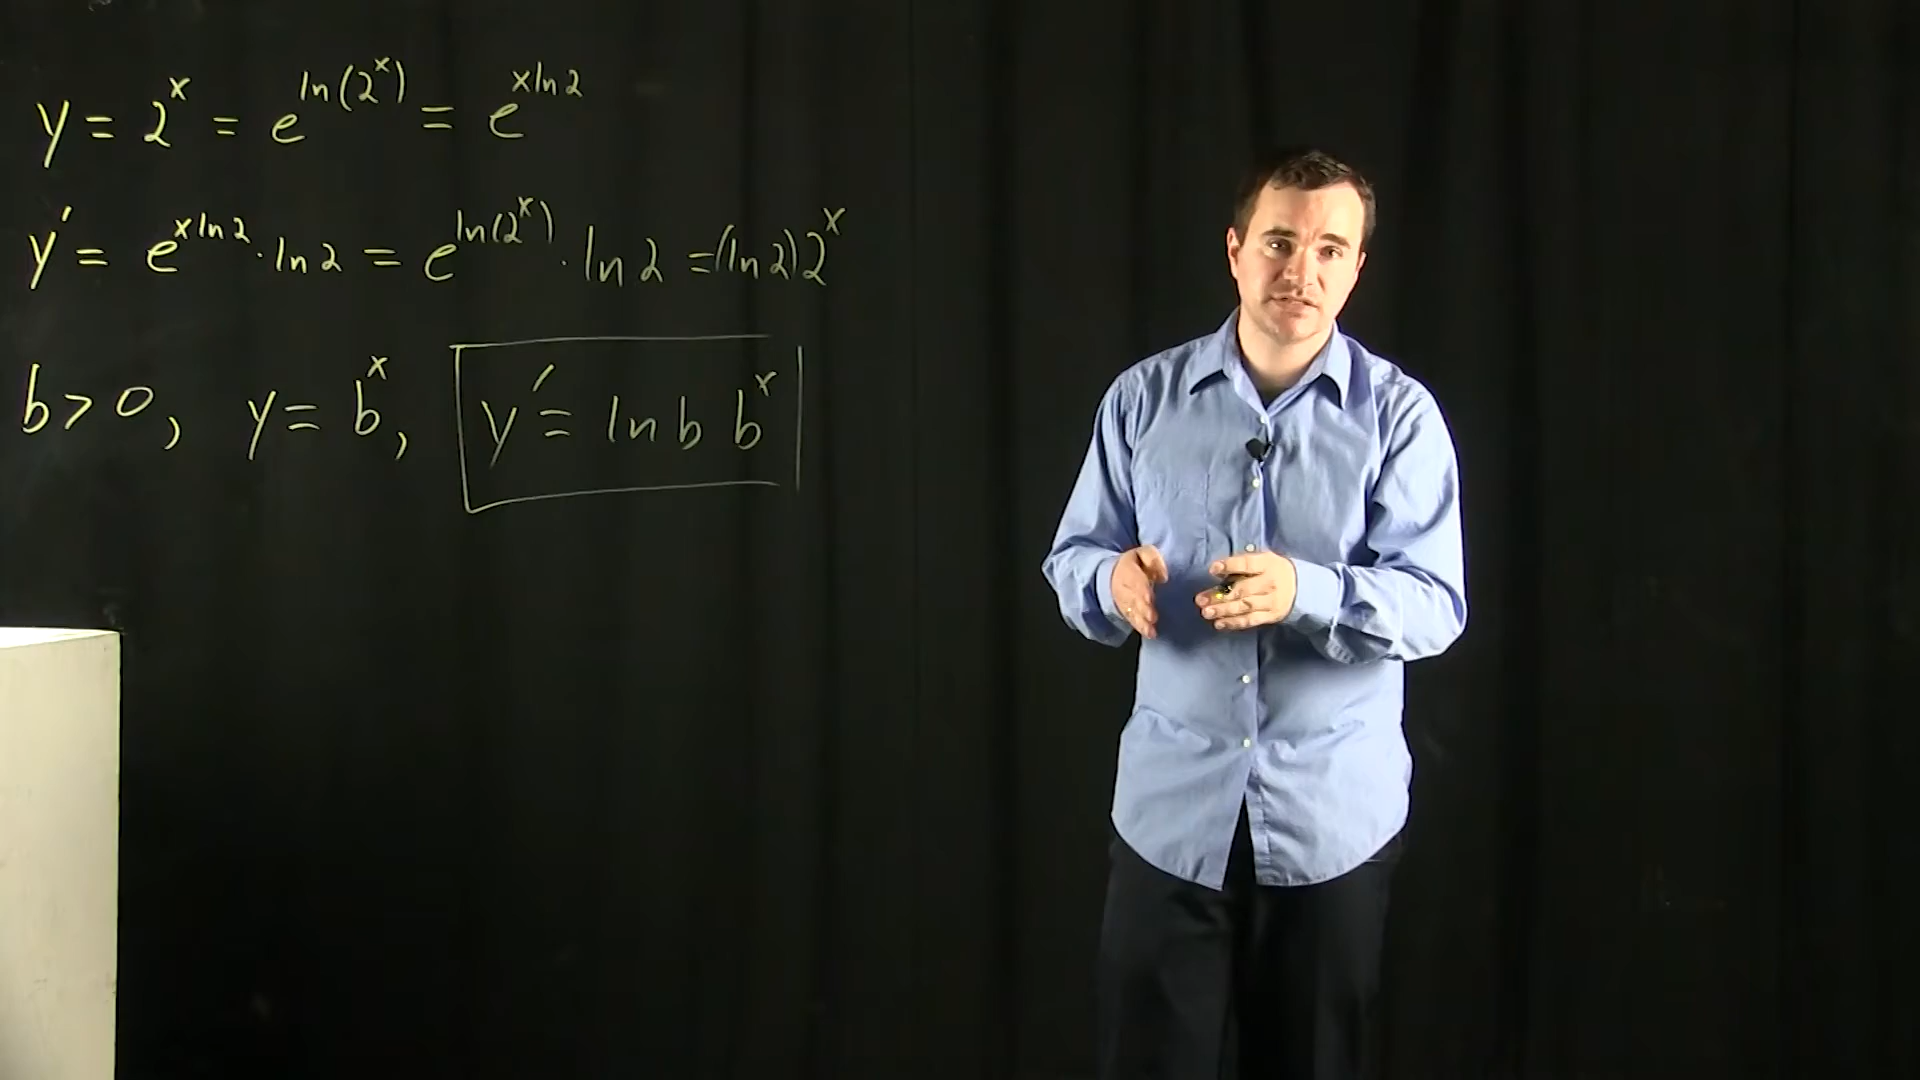 y = 2^x = e^{ln(2^x)} = e^{x ln 2}
y' = e^{x ln 2} · ln 2 = e^{ln(2^x)} · ln 2 = (ln 2) 2^x
b > 0, y = b^x, y' = ln b b^x